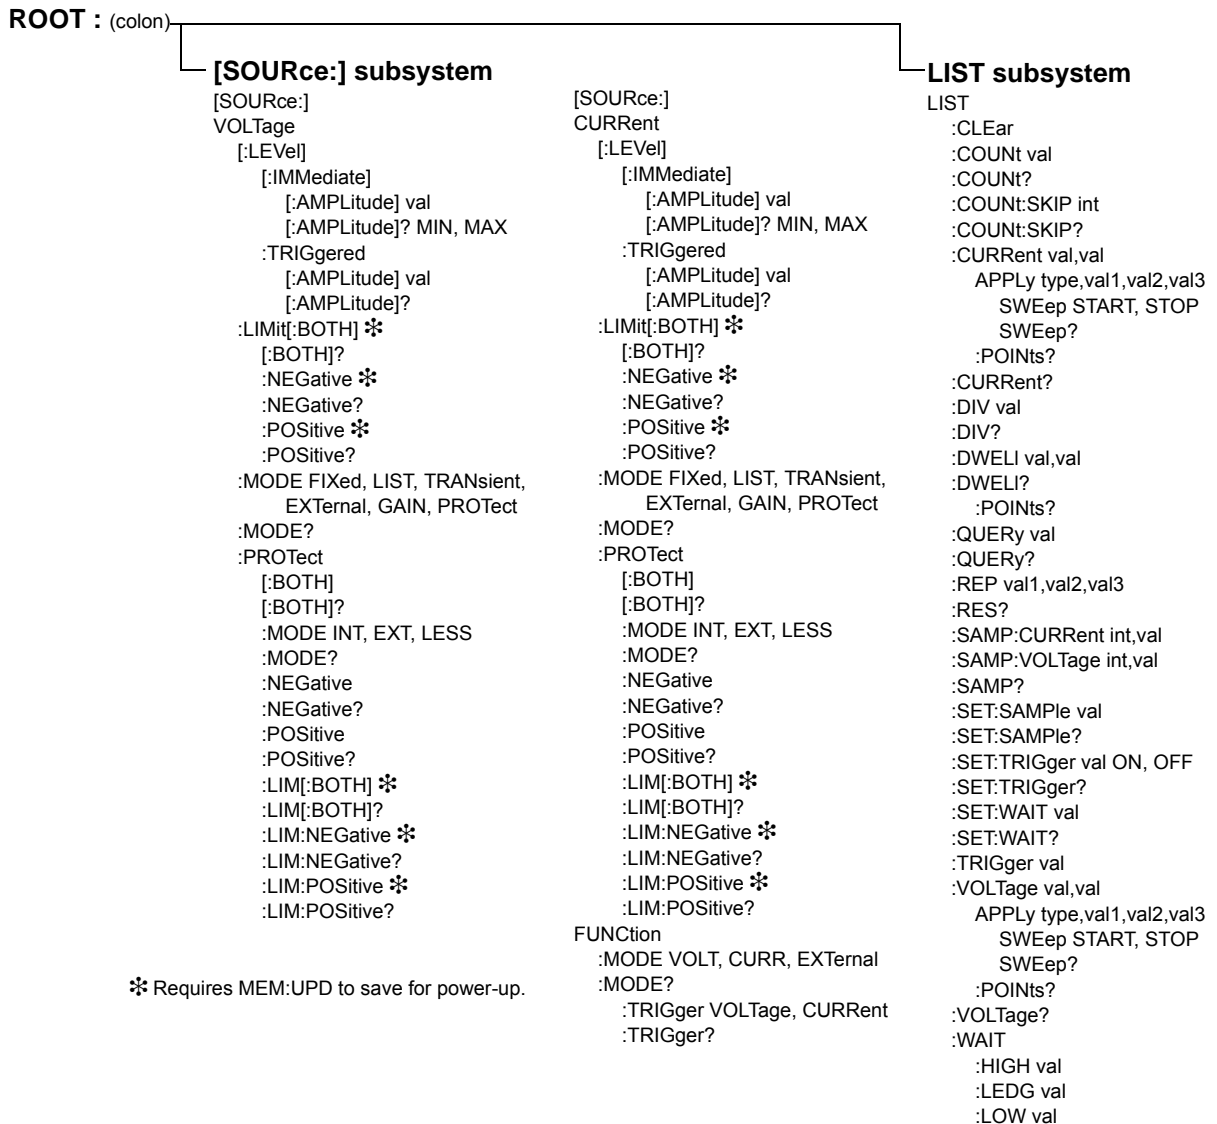 ROOT : (colon)
[SOURce:] subsystem
[SOURce:]
VOLTage
[:LEVel]
[:IMMediate]
[:AMPLitude] val
[:AMPLitude]? MIN, MAX
:TRIGgered
[:AMPLitude] val
[:AMPLitude]?
:LIMit[:BOTH] ✻
[:BOTH]?
:NEGative ✻
:NEGative?
:POSitive ✻
:POSitive?
:MODE FIXed, LIST, TRANsient,
EXTernal, GAIN, PROTect
:MODE?
:PROTect
[:BOTH]
[:BOTH]?
:MODE INT, EXT, LESS
:MODE?
:NEGative
:NEGative?
:POSitive
:POSitive?
:LIM[:BOTH] ✻
:LIM[:BOTH]?
:LIM:NEGative ✻
:LIM:NEGative?
:LIM:POSitive ✻
:LIM:POSitive?
✻ Requires MEM:UPD to save for power-up.
[SOURce:]
CURRent
[:LEVel]
[:IMMediate]
[:AMPLitude] val
[:AMPLitude]? MIN, MAX
:TRIGgered
[:AMPLitude] val
[:AMPLitude]?
:LIMit[:BOTH] ✻
[:BOTH]?
:NEGative ✻
:NEGative?
:POSitive ✻
:POSitive?
:MODE FIXed, LIST, TRANsient,
EXTernal, GAIN, PROTect
:MODE?
:PROTect
[:BOTH]
[:BOTH]?
:MODE INT, EXT, LESS
:MODE?
:NEGative
:NEGative?
:POSitive
:POSitive?
:LIM[:BOTH] ✻
:LIM[:BOTH]?
:LIM:NEGative ✻
:LIM:NEGative?
:LIM:POSitive ✻
:LIM:POSitive?
FUNCtion
:MODE VOLT, CURR, EXTernal
:MODE?
:TRIGger VOLTage, CURRent
:TRIGger?
LIST subsystem
LIST
:CLEar
:COUNt val
:COUNt?
:COUNt:SKIP int
:COUNt:SKIP?
:CURRent val,val
APPLy type,val1,val2,val3
SWEep START, STOP
SWEep?
:POINts?
:CURRent?
:DIV val
:DIV?
:DWELl val,val
:DWELl?
:POINts?
:QUERy val
:QUERy?
:REP val1,val2,val3
:RES?
:SAMP:CURRent int,val
:SAMP:VOLTage int,val
:SAMP?
:SET:SAMPle val
:SET:SAMPle?
:SET:TRIGger val ON, OFF
:SET:TRIGger?
:SET:WAIT val
:SET:WAIT?
:TRIGger val
:VOLTage val,val
APPLy type,val1,val2,val3
SWEep START, STOP
SWEep?
:POINts?
:VOLTage?
:WAIT
:HIGH val
:LEDG val
:LOW val